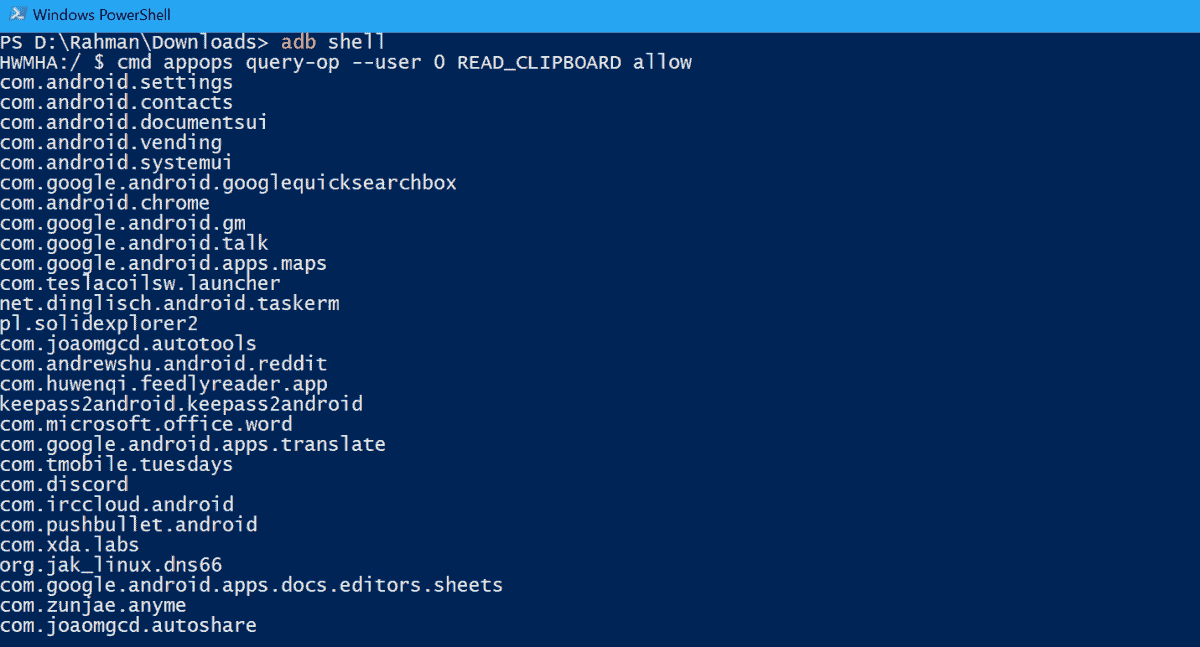 Windows PowerShell
PS D:\Rahman\Downloads> adb shell
HWMHA:/ $ cmd appops query-op --user 0 READ_CLIPBOARD allow
com.android.settings
com.android.contacts
com.android.documentsui
com.android.vending
com.android.systemui
com.google.android.googlequicksearchbox
com.android.chrome
com.google.android.gm
com.google.android.talk
com.google.android.apps.maps
com.teslacoilsw.launcher
net.dinglisch.android.taskerm
pl.solidexplorer2
com.joaomgcd.autotools
com.andrewshu.android.reddit
com.huwenqi.feedlyreader.app
keepass2android.keepass2android
com.microsoft.office.word
com.google.android.apps.translate
com.tmobile.tuesdays
com.discord
com.irccloud.android
com.pushbullet.android
com.xda.labs
org.jak_linux.dns66
com.google.android.apps.docs.editors.sheets
com.zunjae.anyme
com.joaomgcd.autoshare